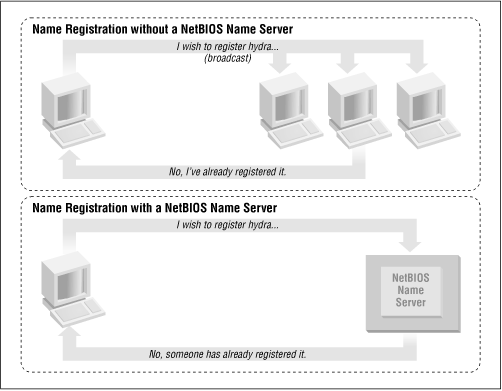 Name Registration without a NetBIOS Name Server
I wish to register hydra...
(broadcast)
No, I've already registered it.
Name Registration with a NetBIOS Name Server
I wish to register hydra...
NetBIOS
Name
Server
No, someone has already registered it.